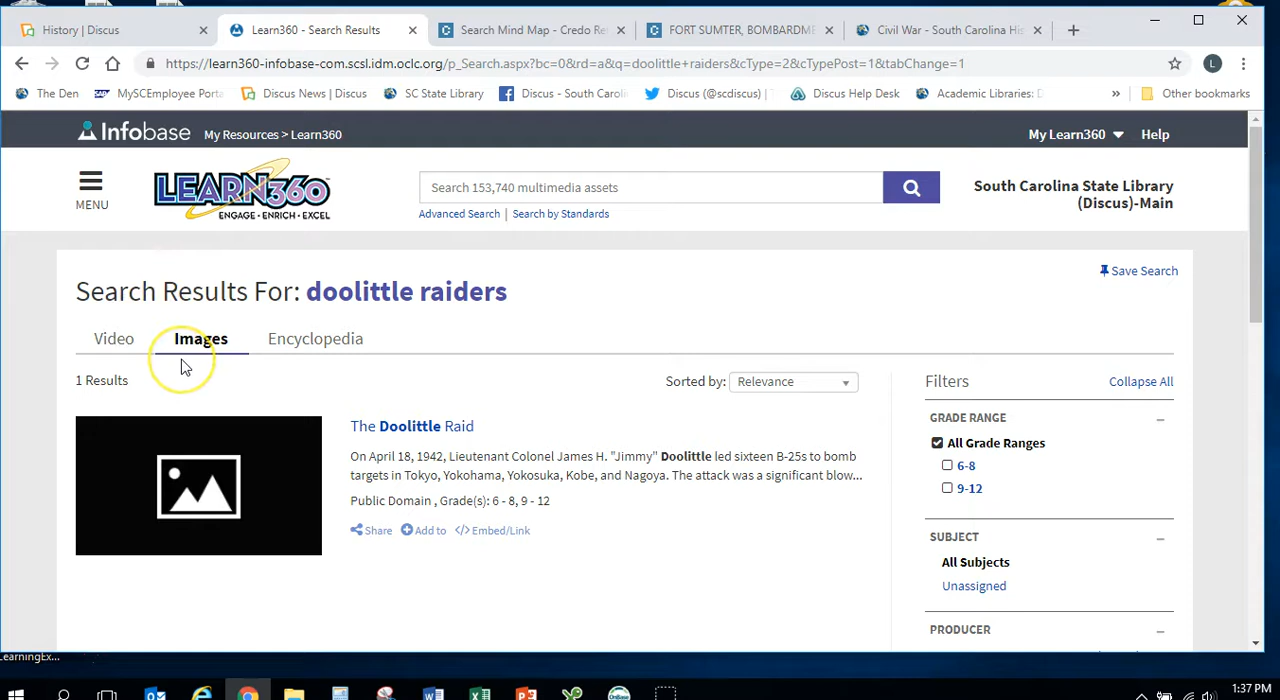 History | Discus
Learn360 - Search Results
Search Mind Map - Credo Re
FORT SUMTER, BOMBARDME
Civil War - South Carolina His
https://learn360-infobase-com.scsl.idm.oclc.org/p_Search.aspx?bc=0&rd=a&q=doolittle+raiders&cType=2&cTypePost=1&tabChange=1
L
The Den
MySCEmployee Porta
Discus News | Discus
SC State Library
Discus - South Caroli
Discus (@scdiscus) | T
Discus Help Desk
Academic Libraries: D
» Other bookmarks
Infobase My Resources > Learn360
My Learn360 Help
MENU
LEARN360
ENGAGE • ENRICH • EXCEL
Search 153,740 multimedia assets
Advanced Search | Search by Standards
South Carolina State Library
(Discus)-Main
Save Search
Search Results For: doolittle raiders
Video Images Encyclopedia
1 Results
Sorted by: Relevance
The Doolittle Raid
On April 18, 1942, Lieutenant Colonel James H. "Jimmy" Doolittle led sixteen B-25s to bomb
targets in Tokyo, Yokohama, Yokosuka, Kobe, and Nagoya. The attack was a significant blow...
Public Domain , Grade(s): 6 - 8, 9 - 12
Share Add to </> Embed/Link
Filters Collapse All
GRADE RANGE –
All Grade Ranges
6-8
9-12
SUBJECT –
All Subjects
Unassigned
PRODUCER –
LearningEx...
1:37 PM